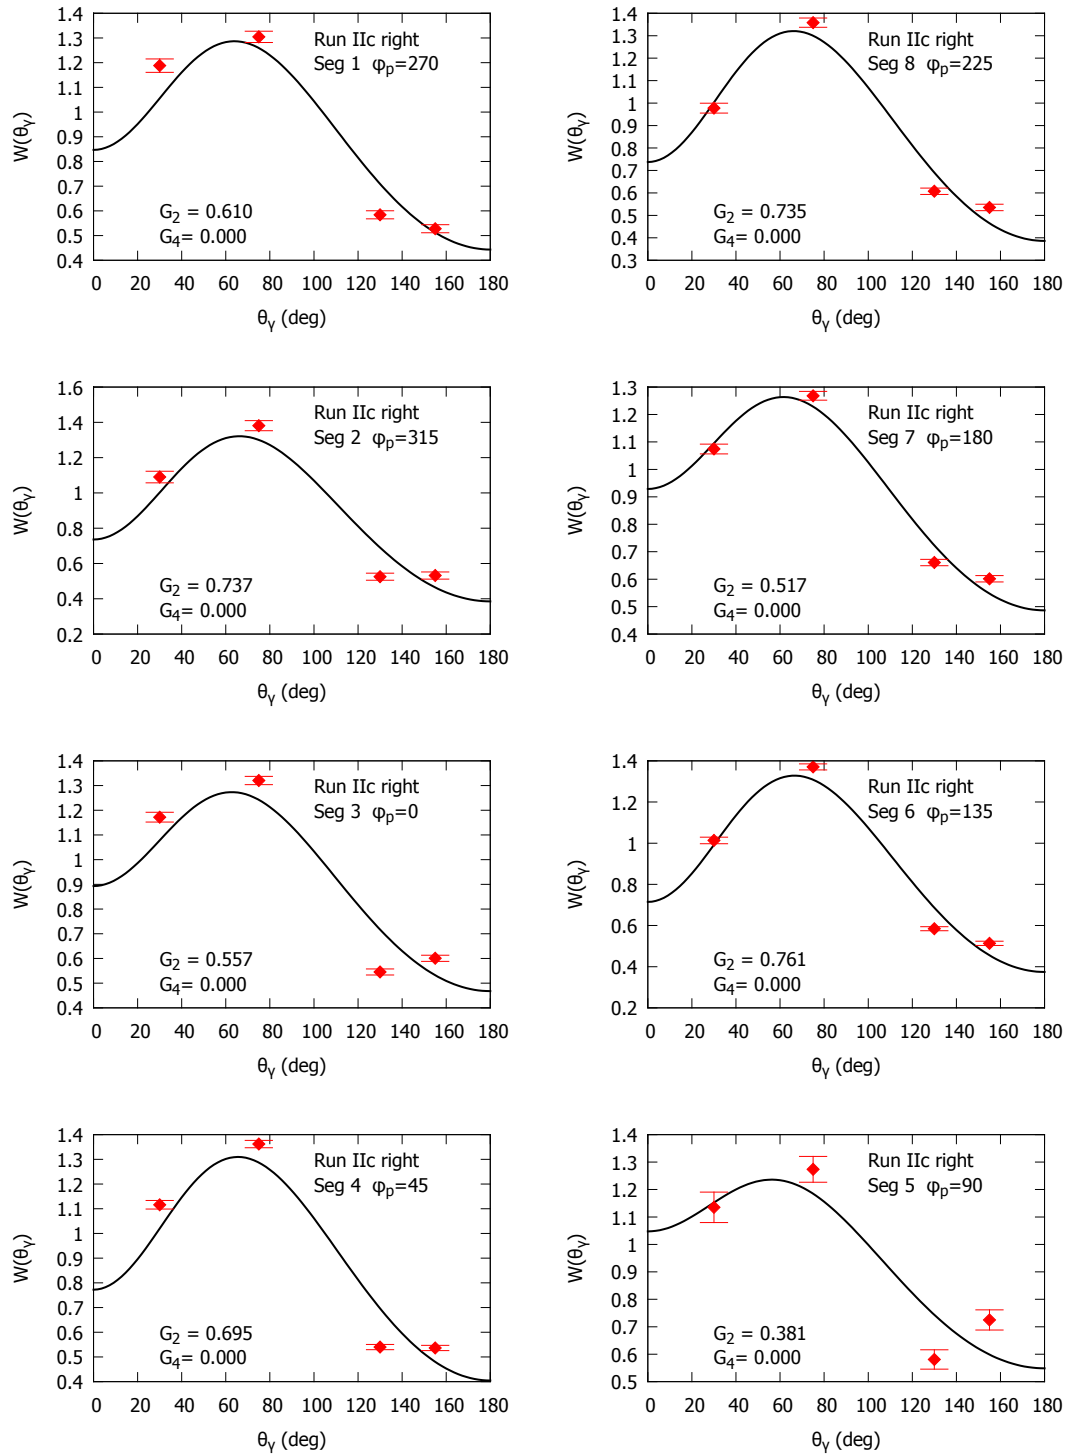 1.4
1.3
1.2
1.1
1
0.9
0.8
0.7
0.6
0.5
0.4
W(θγ)
Run IIc right
Seg 1 φp=270
G2 = 0.610
G4= 0.000
0 20 40 60 80 100 120 140 160 180
θγ (deg)
1.4
1.3
1.2
1.1
1
0.9
0.8
0.7
0.6
0.5
0.4
0.3
W(θγ)
Run IIc right
Seg 8 φp=225
G2 = 0.735
G4= 0.000
0 20 40 60 80 100 120 140 160 180
θγ (deg)
1.6
1.4
1.2
1
0.8
0.6
0.4
0.2
W(θγ)
Run IIc right
Seg 2 φp=315
G2 = 0.737
G4= 0.000
0 20 40 60 80 100 120 140 160 180
θγ (deg)
1.3
1.2
1.1
1
0.9
0.8
0.7
0.6
0.5
0.4
W(θγ)
Run IIc right
Seg 7 φp=180
G2 = 0.517
G4= 0.000
0 20 40 60 80 100 120 140 160 180
θγ (deg)
1.4
1.3
1.2
1.1
1
0.9
0.8
0.7
0.6
0.5
0.4
W(θγ)
Run IIc right
Seg 3 φp=0
G2 = 0.557
G4= 0.000
0 20 40 60 80 100 120 140 160 180
θγ (deg)
1.4
1.2
1
0.8
0.6
0.4
0.2
W(θγ)
Run IIc right
Seg 6 φp=135
G2 = 0.761
G4= 0.000
0 20 40 60 80 100 120 140 160 180
θγ (deg)
1.4
1.3
1.2
1.1
1
0.9
0.8
0.7
0.6
0.5
0.4
W(θγ)
Run IIc right
Seg 4 φp=45
G2 = 0.695
G4= 0.000
0 20 40 60 80 100 120 140 160 180
θγ (deg)
1.4
1.3
1.2
1.1
1
0.9
0.8
0.7
0.6
0.5
W(θγ)
Run IIc right
Seg 5 φp=90
G2 = 0.381
G4= 0.000
0 20 40 60 80 100 120 140 160 180
θγ (deg)